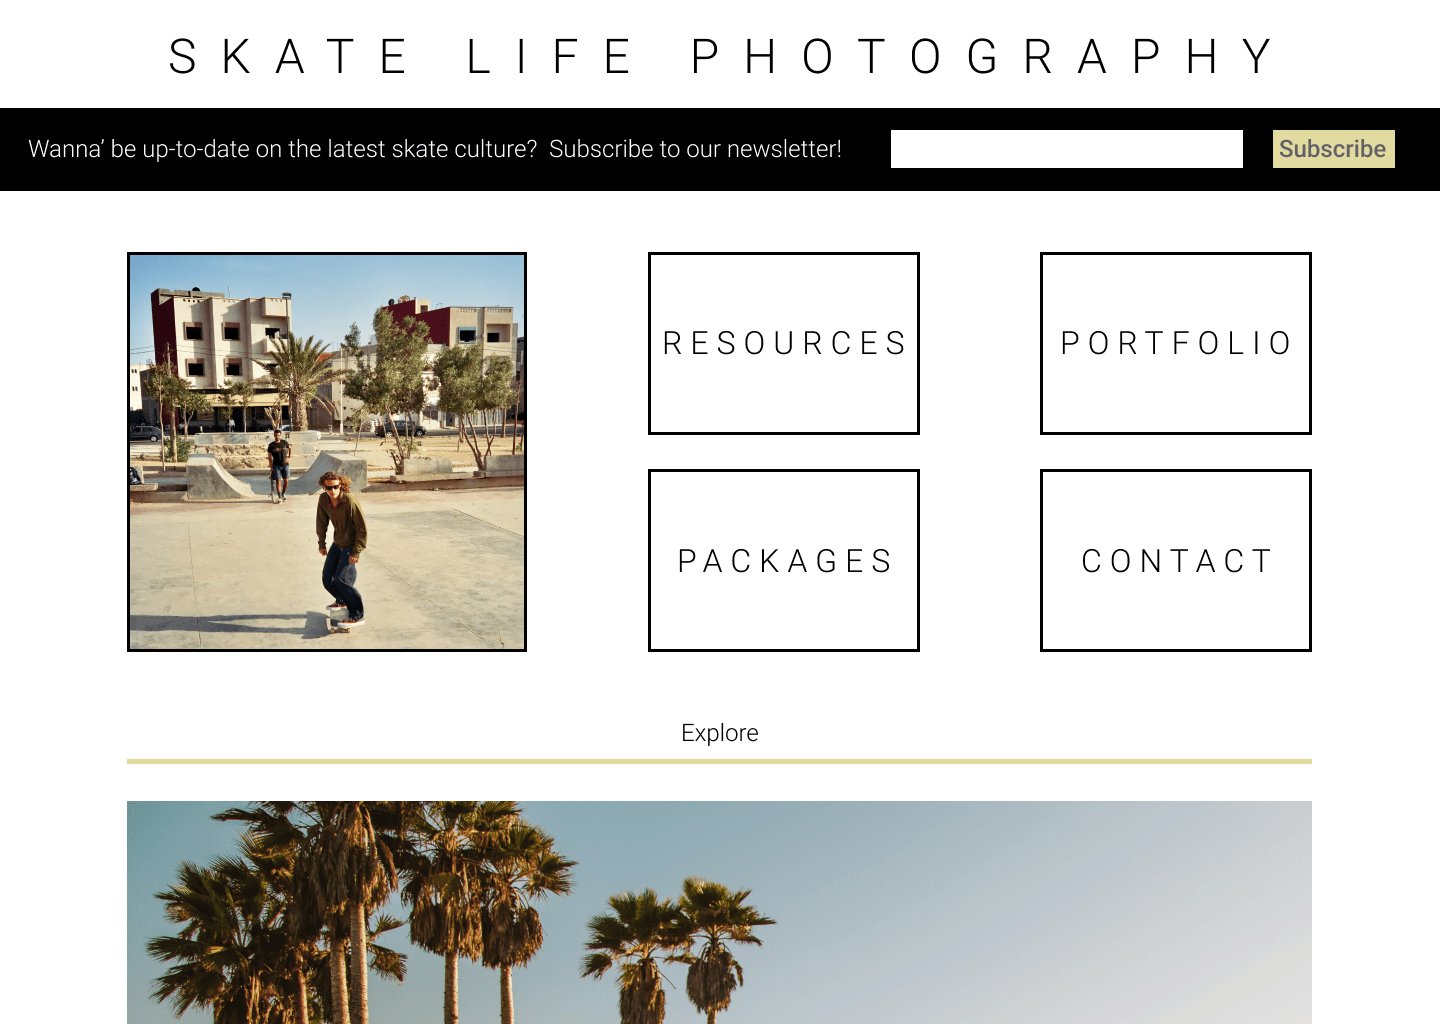 SKATE LIFE PHOTOGRAPHY
Wanna’ be up-to-date on the latest skate culture?  Subscribe to our newsletter!
Subscribe
RESOURCES
PORTFOLIO
PACKAGES
CONTACT
Explore